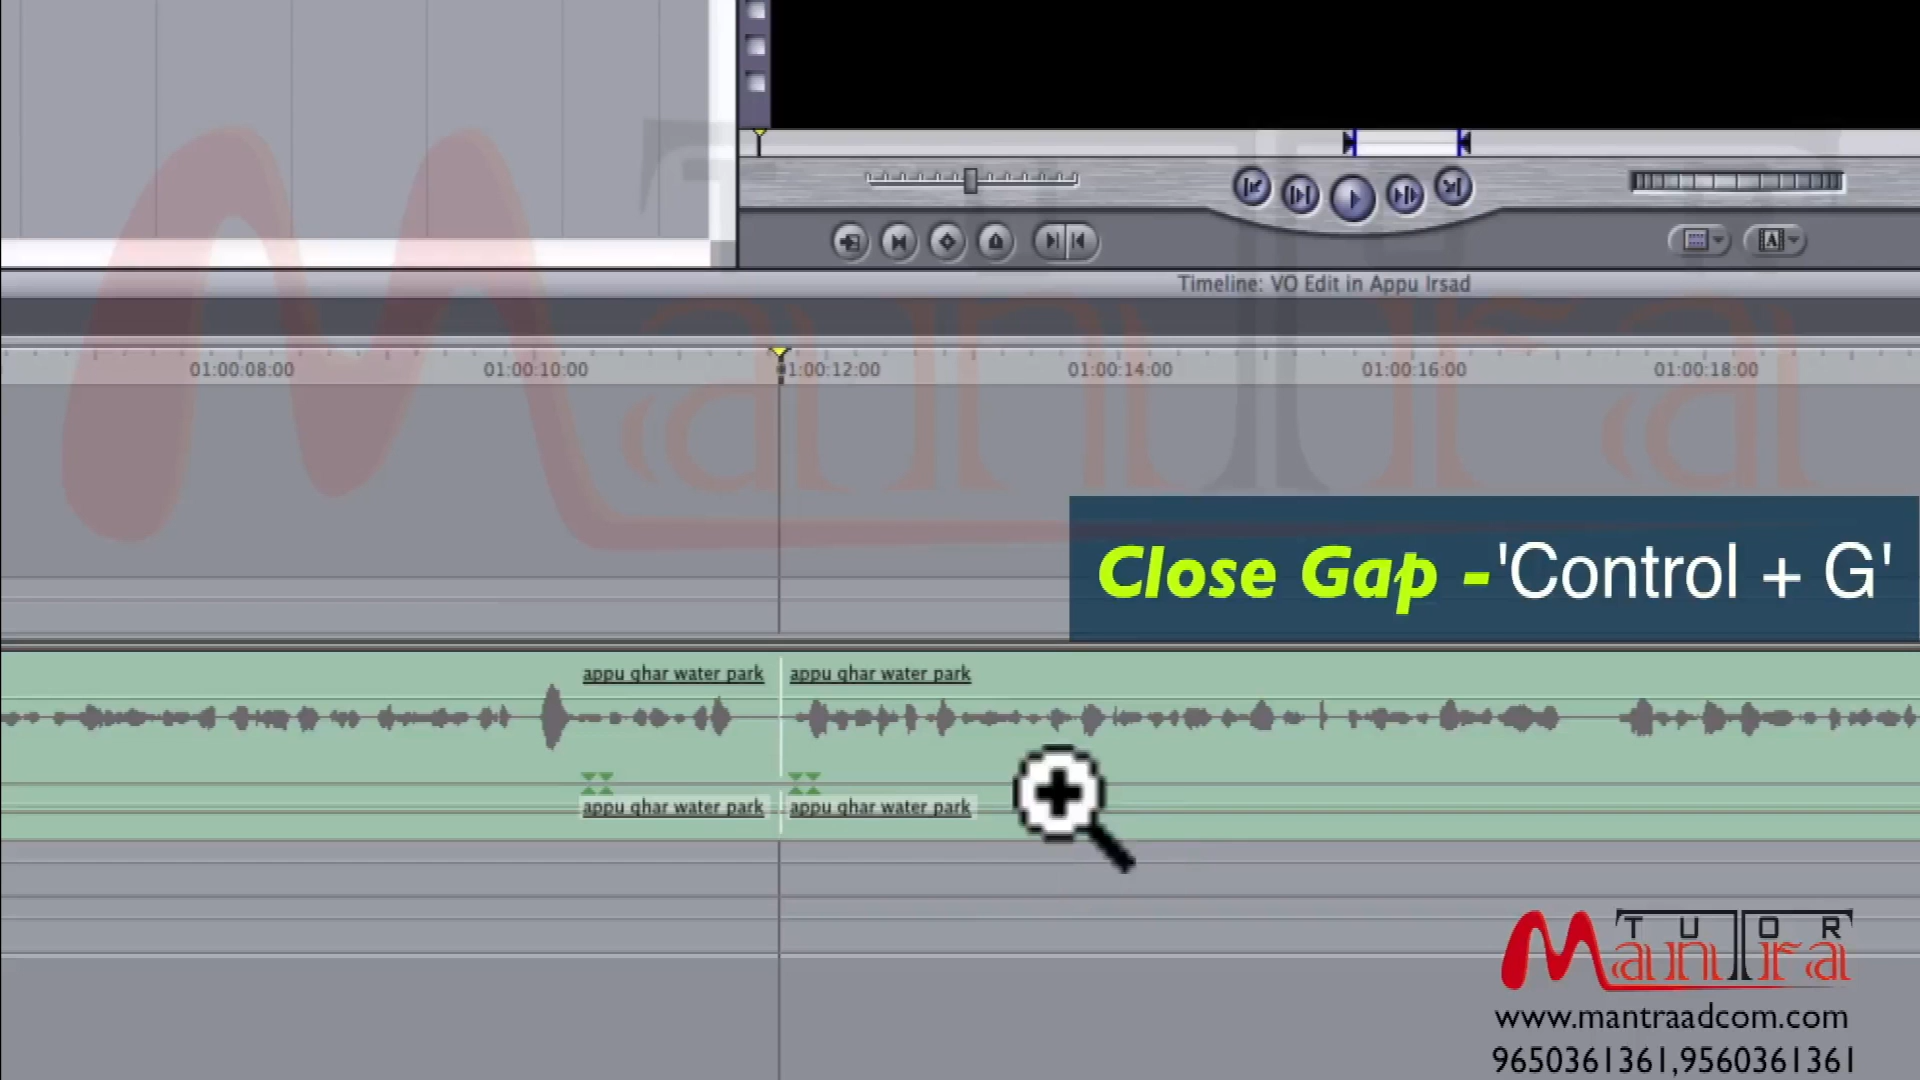 Timeline: VO Edit in Appu Irsad
01:00:08:00 01:00:10:00 01:00:12:00 01:00:14:00 01:00:16:00 01:00:18:00
Close Gap -'Control + G'
appu ghar water park appu ghar water park
appu ghar water park appu ghar water park
TUTOR
ManTra
www.mantraadcom.com
9650361361,9560361361